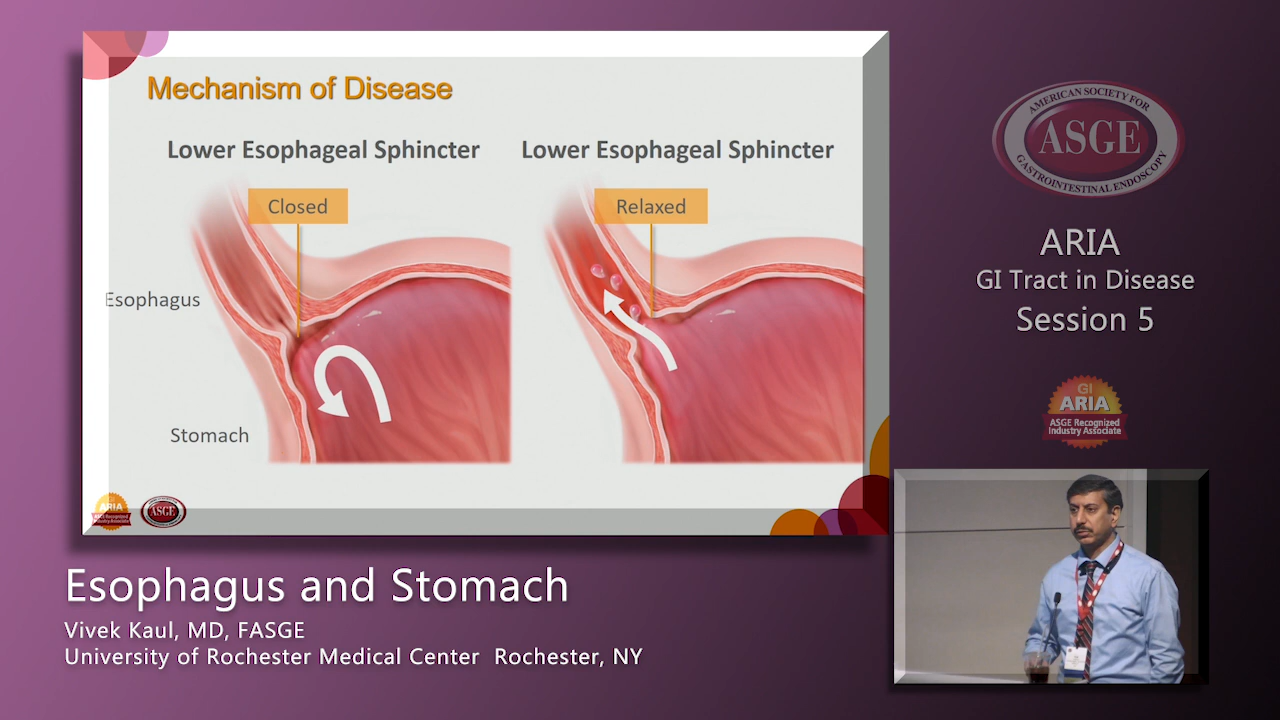 Mechanism of Disease
Lower Esophageal Sphincter
Lower Esophageal Sphincter
Closed
Relaxed
Esophagus
Stomach
ARIA
ASGE
AMERICAN SOCIETY FOR
ASGE
GASTROINTESTINAL ENDOSCOPY
ARIA
GI Tract in Disease
Session 5
GI
ARIA
ASGE Recognized
Industry Associate
Esophagus and Stomach
Vivek Kaul, MD, FASGE
University of Rochester Medical Center Rochester, NY